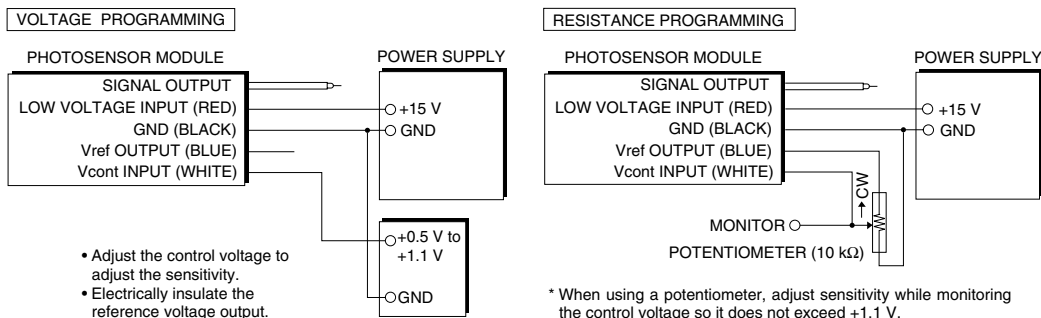 VOLTAGE PROGRAMMING
PHOTOSENSOR MODULE
POWER SUPPLY
SIGNAL OUTPUT
LOW VOLTAGE INPUT (RED)
GND (BLACK)
Vref OUTPUT (BLUE)
Vcont INPUT (WHITE)
+15 V
GND
+0.5 V to
+1.1 V
GND
• Adjust the control voltage to
adjust the sensitivity.
• Electrically insulate the
reference voltage output.
RESISTANCE PROGRAMMING
PHOTOSENSOR MODULE
POWER SUPPLY
SIGNAL OUTPUT
LOW VOLTAGE INPUT (RED)
GND (BLACK)
Vref OUTPUT (BLUE)
Vcont INPUT (WHITE)
+15 V
GND
CW
MONITOR
POTENTIOMETER (10 kΩ)
* When using a potentiometer, adjust sensitivity while monitoring
the control voltage so it does not exceed +1.1 V.